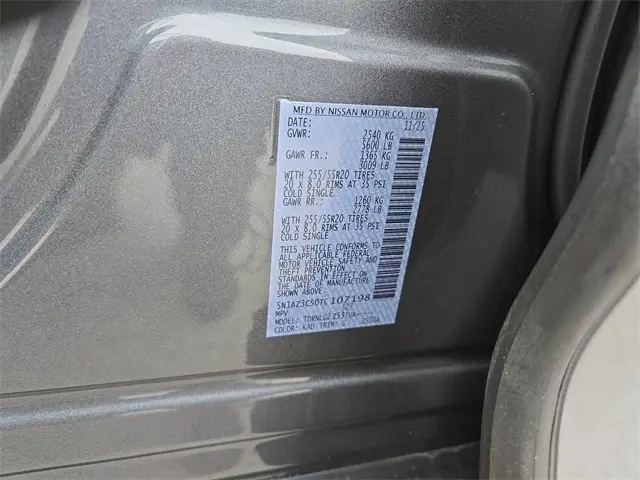 MFD BY NISSAN MOTOR CO., LTD.
DATE: 11/25
GVWR: 2540 KG
5600 LB
GAWR FR.: 1365 KG
3009 LB
WITH 255/55R20 TIRES
20 x 8.0 RIMS AT 35 PSI
COLD SINGLE
GAWR RR.: 1260 KG
2778 LB
WITH 255/55R20 TIRES
20 x 8.0 RIMS AT 35 PSI
COLD SINGLE
THIS VEHICLE CONFORMS TO
ALL APPLICABLE FEDERAL
MOTOR VEHICLE SAFETY AND
THEFT PREVENTION
STANDARDS IN EFFECT ON
THE DATE OF MANUFACTURE
SHOWN ABOVE.
5N1AZ3CS0TC107198
MPV
MODEL:
COLOR: KAD TRIM: G